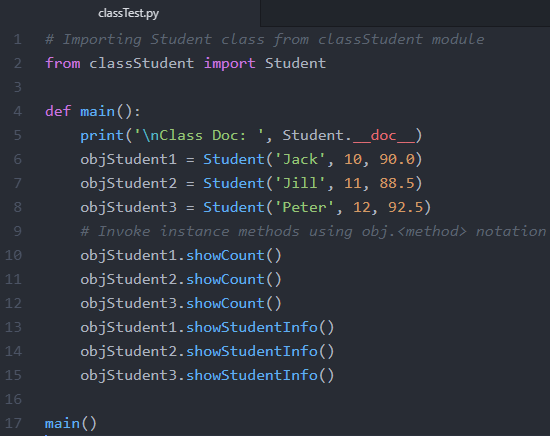 classTest.py
1 # Importing Student class from classStudent module
2 from classStudent import Student
3
4 def main():
5     print('\nClass Doc: ', Student.__doc__)
6     objStudent1 = Student('Jack', 10, 90.0)
7     objStudent2 = Student('Jill', 11, 88.5)
8     objStudent3 = Student('Peter', 12, 92.5)
9     # Invoke instance methods using obj.<method> notation
10     objStudent1.showCount()
11     objStudent2.showCount()
12     objStudent3.showCount()
13     objStudent1.showStudentInfo()
14     objStudent2.showStudentInfo()
15     objStudent3.showStudentInfo()
16
17 main()